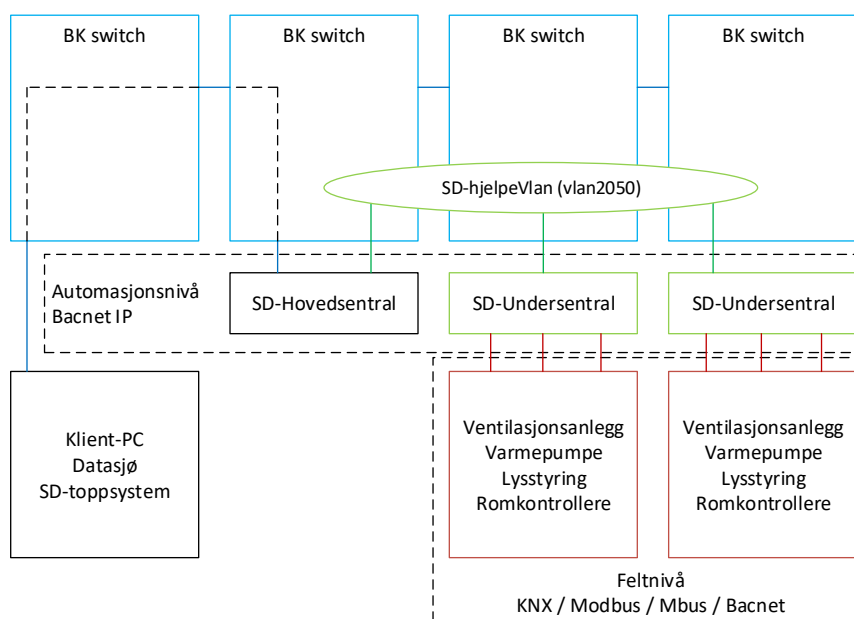 BK switch
BK switch
BK switch
BK switch
SD-hjelpeVlan (vlan2050)
Automasjonsnivå
Bacnet IP
SD-Hovedsentral
SD-Undersentral
SD-Undersentral
Klient-PC
Datasjø
SD-toppsystem
Ventilasjonsanlegg
Varmepumpe
Lysstyring
Romkontrollere
Ventilasjonsanlegg
Varmepumpe
Lysstyring
Romkontrollere
Feltnivå
KNX / Modbus / Mbus / Bacnet